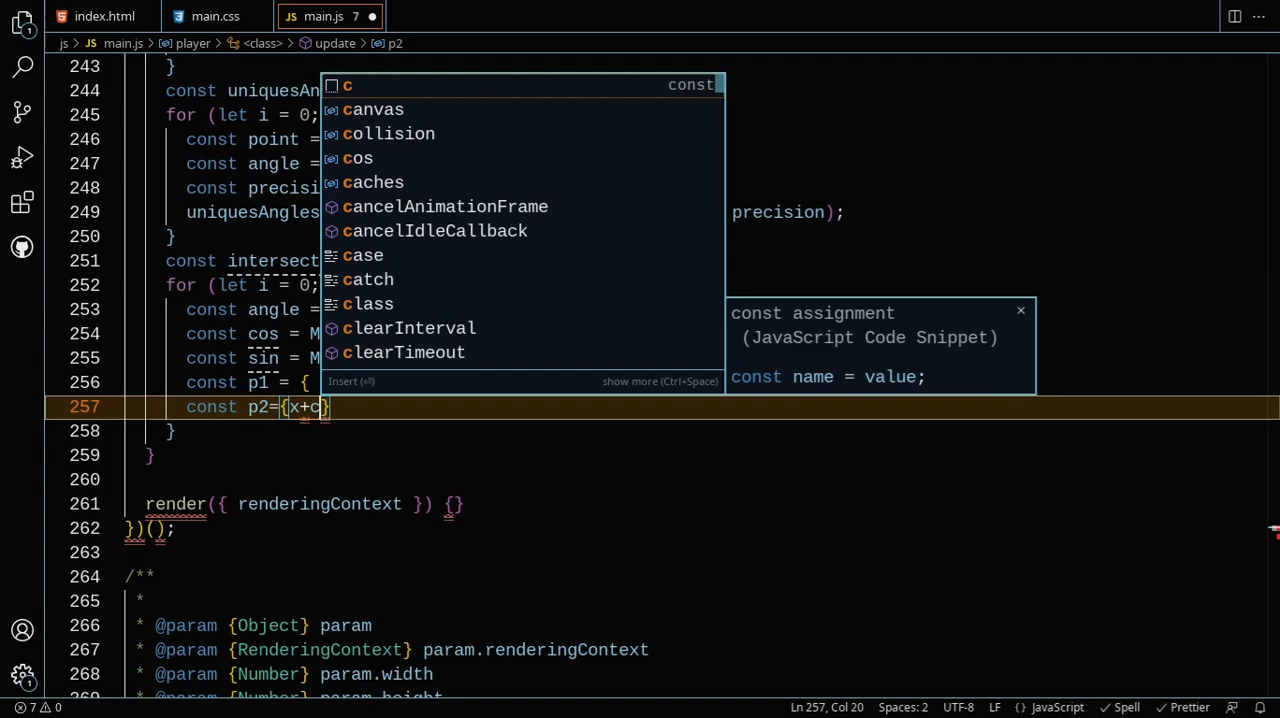 index.html main.css JS main.js 7
js > JS main.js > player > <class> > update > p2
243 }
244 const uniquesAn
245 for (let i = 0;
246 const point =
247 const angle =
248 const precisi
249 uniquesAngles precision);
250 }
251 const intersect
252 for (let i = 0;
253 const angle =
254 const cos = M
255 const sin = M
256 const p1 = {
257 const p2={x+c}
258 }
259 }
260
261 render({ renderingContext }) {}
262 })();
263
264 /**
265 *
266 * @param {Object} param
267 * @param {RenderingContext} param.renderingContext
268 * @param {Number} param.width
269 * @param {Number} param.height
c const
canvas
collision
cos
caches
cancelAnimationFrame
cancelIdleCallback
case
catch
class
clearInterval
clearTimeout
Insert (⏎) show more (Ctrl+Space)
const assignment ×
(JavaScript Code Snippet)
const name = value;
7 0 Ln 257, Col 20 Spaces: 2 UTF-8 LF {} JavaScript ✓ Spell ✓ Prettier